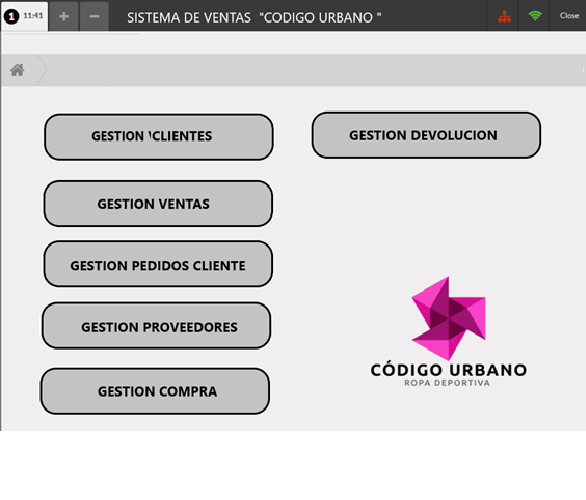 1 11:41 + − SISTEMA DE VENTAS "CODIGO URBANO " Close
GESTION 'CLIENTES
GESTION DEVOLUCION
GESTION VENTAS
GESTION PEDIDOS CLIENTE
GESTION PROVEEDORES
GESTION COMPRA
CÓDIGO URBANO
ROPA DEPORTIVA